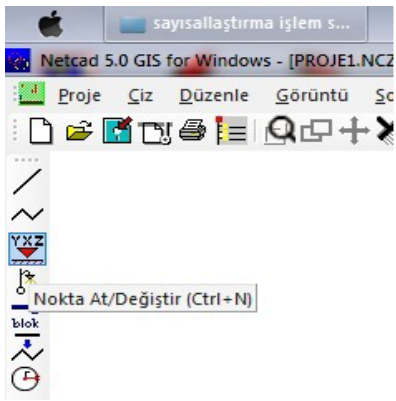 sayısallaştırma işlem s...
Netcad 5.0 GIS for Windows - [PROJE1.NCZ
Proje Çiz Düzenle Görüntü So
YXZ
Nokta At/Değiştir (Ctrl+N)
blok